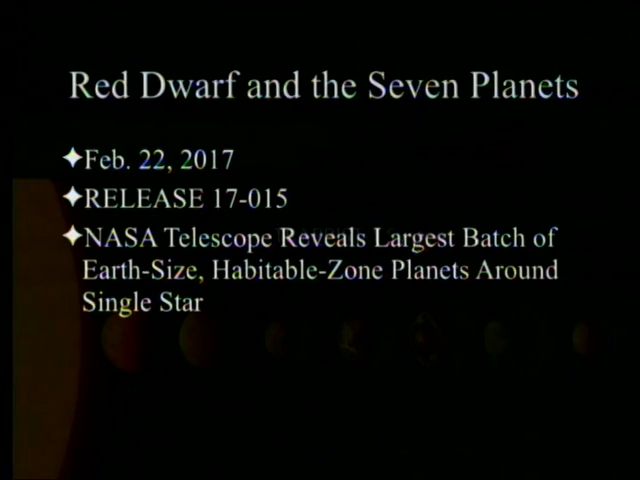 Red Dwarf and the Seven Planets
✦Feb. 22, 2017
✦RELEASE 17-015
✦NASA Telescope Reveals Largest Batch of
Earth-Size, Habitable-Zone Planets Around
Single Star